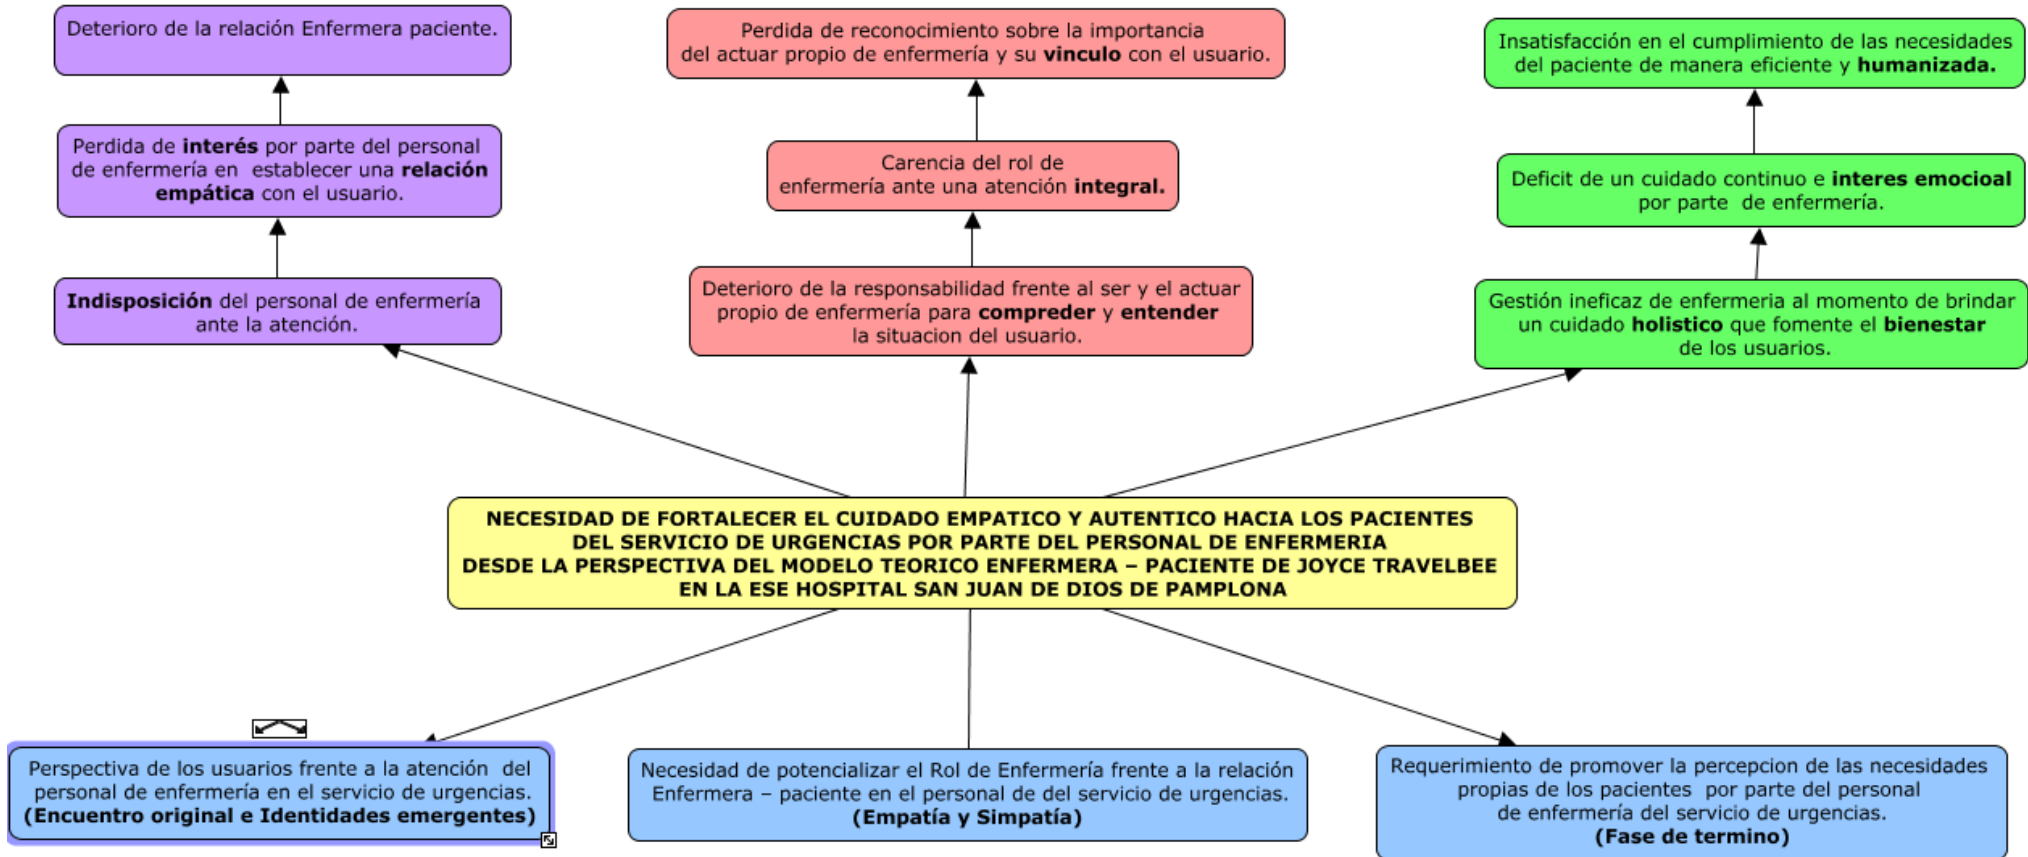 Deterioro de la relación Enfermera paciente.
Perdida de reconocimiento sobre la importancia
del actuar propio de enfermería y su vinculo con el usuario.
Insatisfacción en el cumplimiento de las necesidades
del paciente de manera eficiente y humanizada.
Perdida de interés por parte del personal
de enfermería en establecer una relación
empática con el usuario.
Carencia del rol de
enfermería ante una atención integral.
Deficit de un cuidado continuo e interes emocioal
por parte de enfermería.
Indisposición del personal de enfermería
ante la atención.
Deterioro de la responsabilidad frente al ser y el actuar
propio de enfermería para compreder y entender
la situacion del usuario.
Gestión ineficaz de enfermeria al momento de brindar
un cuidado holistico que fomente el bienestar
de los usuarios.
NECESIDAD DE FORTALECER EL CUIDADO EMPATICO Y AUTENTICO HACIA LOS PACIENTES
DEL SERVICIO DE URGENCIAS POR PARTE DEL PERSONAL DE ENFERMERIA
DESDE LA PERSPECTIVA DEL MODELO TEORICO ENFERMERA – PACIENTE DE JOYCE TRAVELBEE
EN LA ESE HOSPITAL SAN JUAN DE DIOS DE PAMPLONA
Perspectiva de los usuarios frente a la atención del
personal de enfermería en el servicio de urgencias.
(Encuentro original e Identidades emergentes)
Necesidad de potencializar el Rol de Enfermería frente a la relación
Enfermera – paciente en el personal de del servicio de urgencias.
(Empatía y Simpatía)
Requerimiento de promover la percepcion de las necesidades
propias de los pacientes por parte del personal
de enfermería del servicio de urgencias.
(Fase de termino)